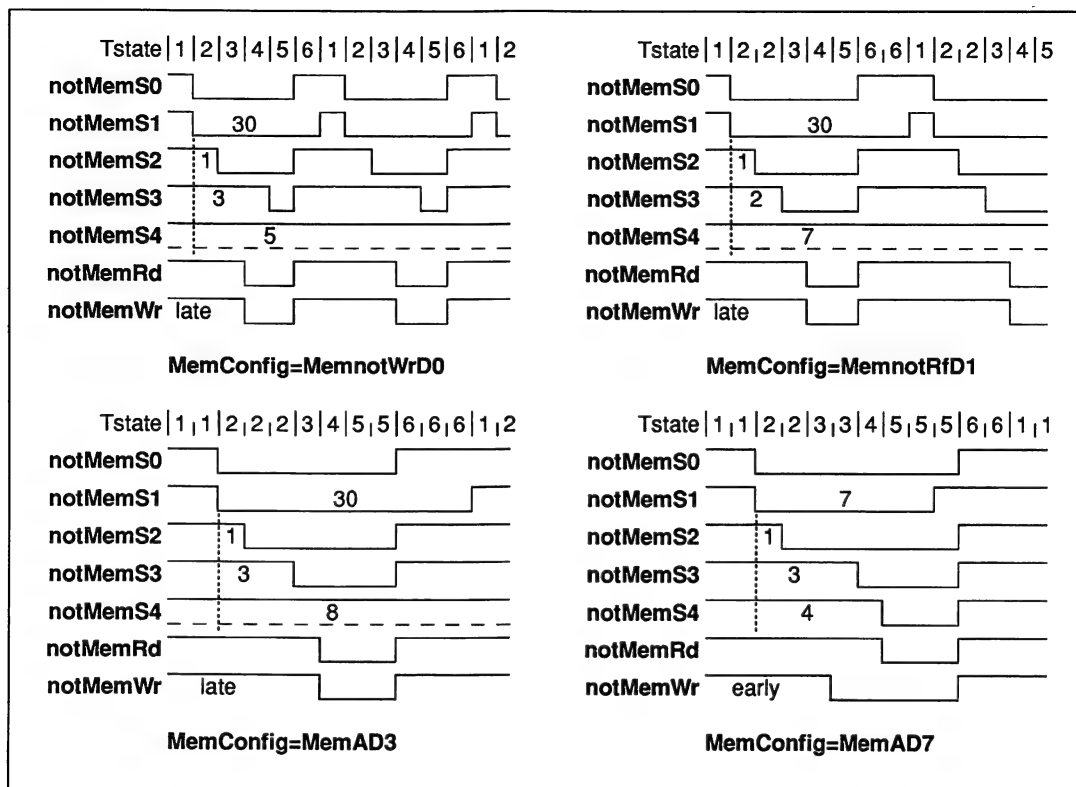 Tstate |1|2|3|4|5|6|1|2|3|4|5|6|1|2
notMemS0
notMemS1 30
notMemS2 1
notMemS3 3
notMemS4 5
notMemRd
notMemWr late
MemConfig=MemnotWrD0
Tstate |1|2|2|3|4|5|6|6|1|2|2|3|4|5
notMemS0
notMemS1 30
notMemS2 1
notMemS3 2
notMemS4 7
notMemRd
notMemWr late
MemConfig=MemnotRfD1
Tstate |1|1|2|2|2|3|4|5|5|6|6|6|1|2
notMemS0
notMemS1 30
notMemS2 1
notMemS3 3
notMemS4 8
notMemRd
notMemWr late
MemConfig=MemAD3
Tstate |1|1|2|2|3|3|4|5|5|5|6|6|1|1
notMemS0
notMemS1 7
notMemS2 1
notMemS3 3
notMemS4 4
notMemRd
notMemWr early
MemConfig=MemAD7